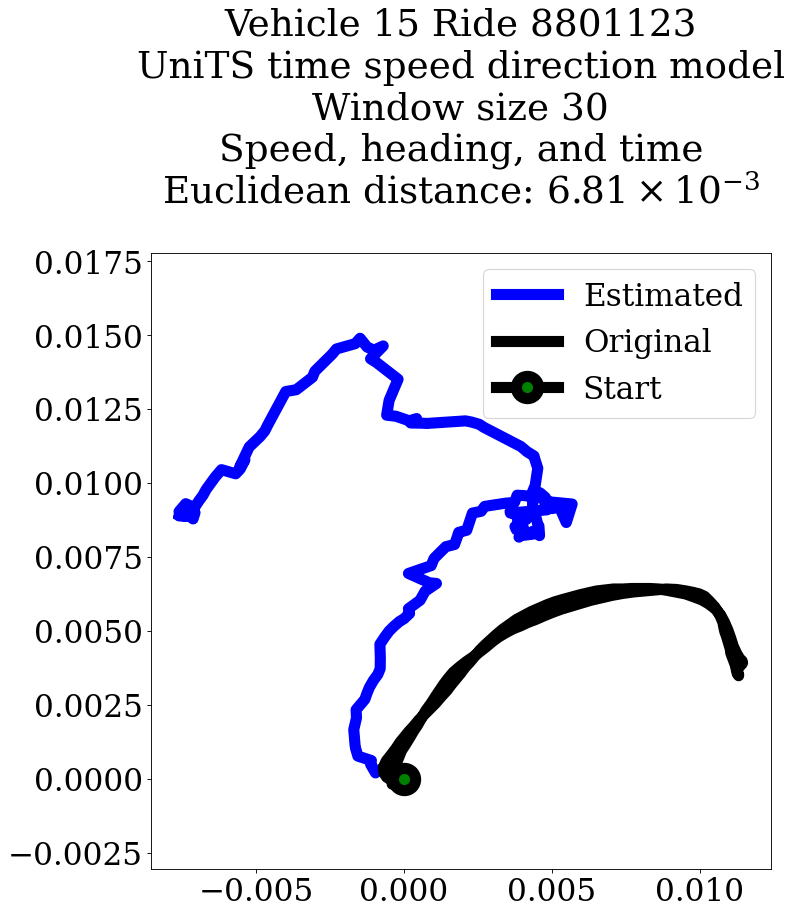 Vehicle 15 Ride 8801123
UniTS time speed direction model
Window size 30
Speed, heading, and time
Euclidean distance: 6.81 × 10⁻³
0.0175
0.0150
0.0125
0.0100
0.0075
0.0050
0.0025
0.0000
−0.0025
Estimated
Original
Start
−0.005
0.000
0.005
0.010